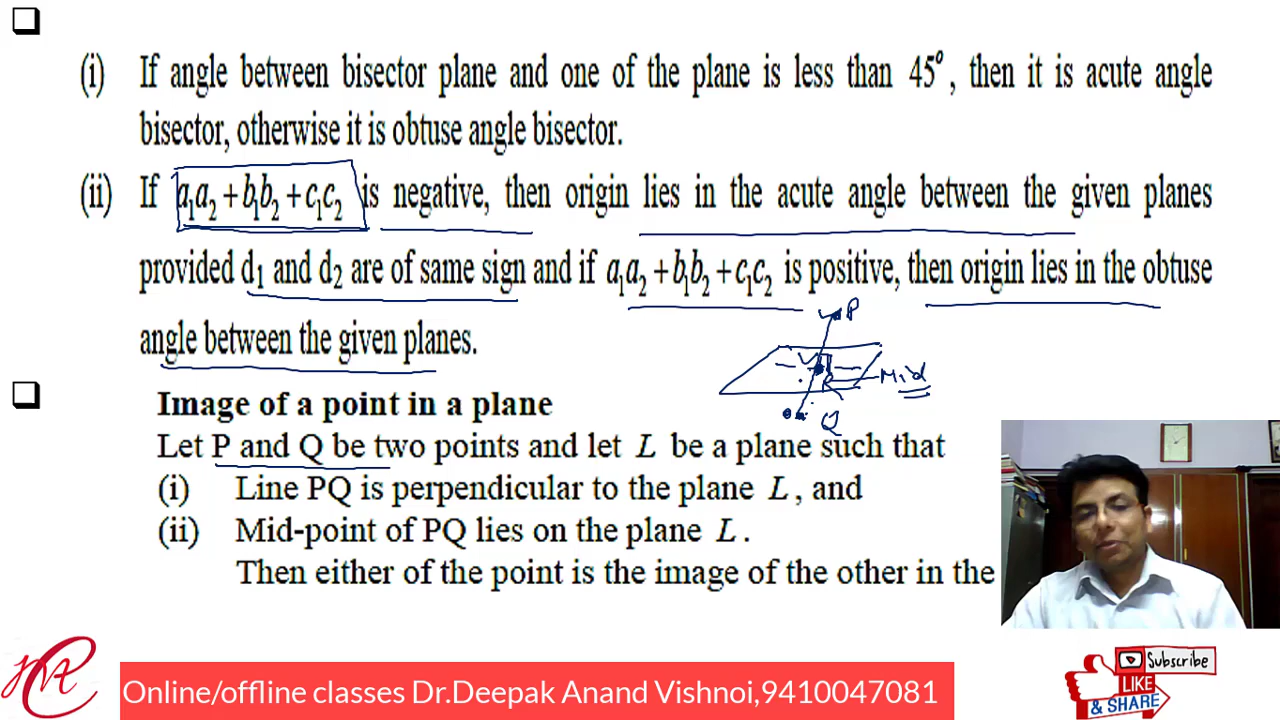 (i) If angle between bisector plane and one of the plane is less than 45°, then it is acute angle
bisector, otherwise it is obtuse angle bisector.
(ii) If a₁a₂ + b₁b₂ + c₁c₂ is negative, then origin lies in the acute angle between the given planes
provided d₁ and d₂ are of same sign and if a₁a₂ + b₁b₂ + c₁c₂ is positive, then origin lies in the obtuse
angle between the given planes.
P
R
Mid
Q
Image of a point in a plane
Let P and Q be two points and let L be a plane such that
(i) Line PQ is perpendicular to the plane L, and
(ii) Mid-point of PQ lies on the plane L.
Then either of the point is the image of the other in the
Online/offline classes Dr.Deepak Anand Vishnoi,9410047081
Subscribe
LIKE
& SHARE